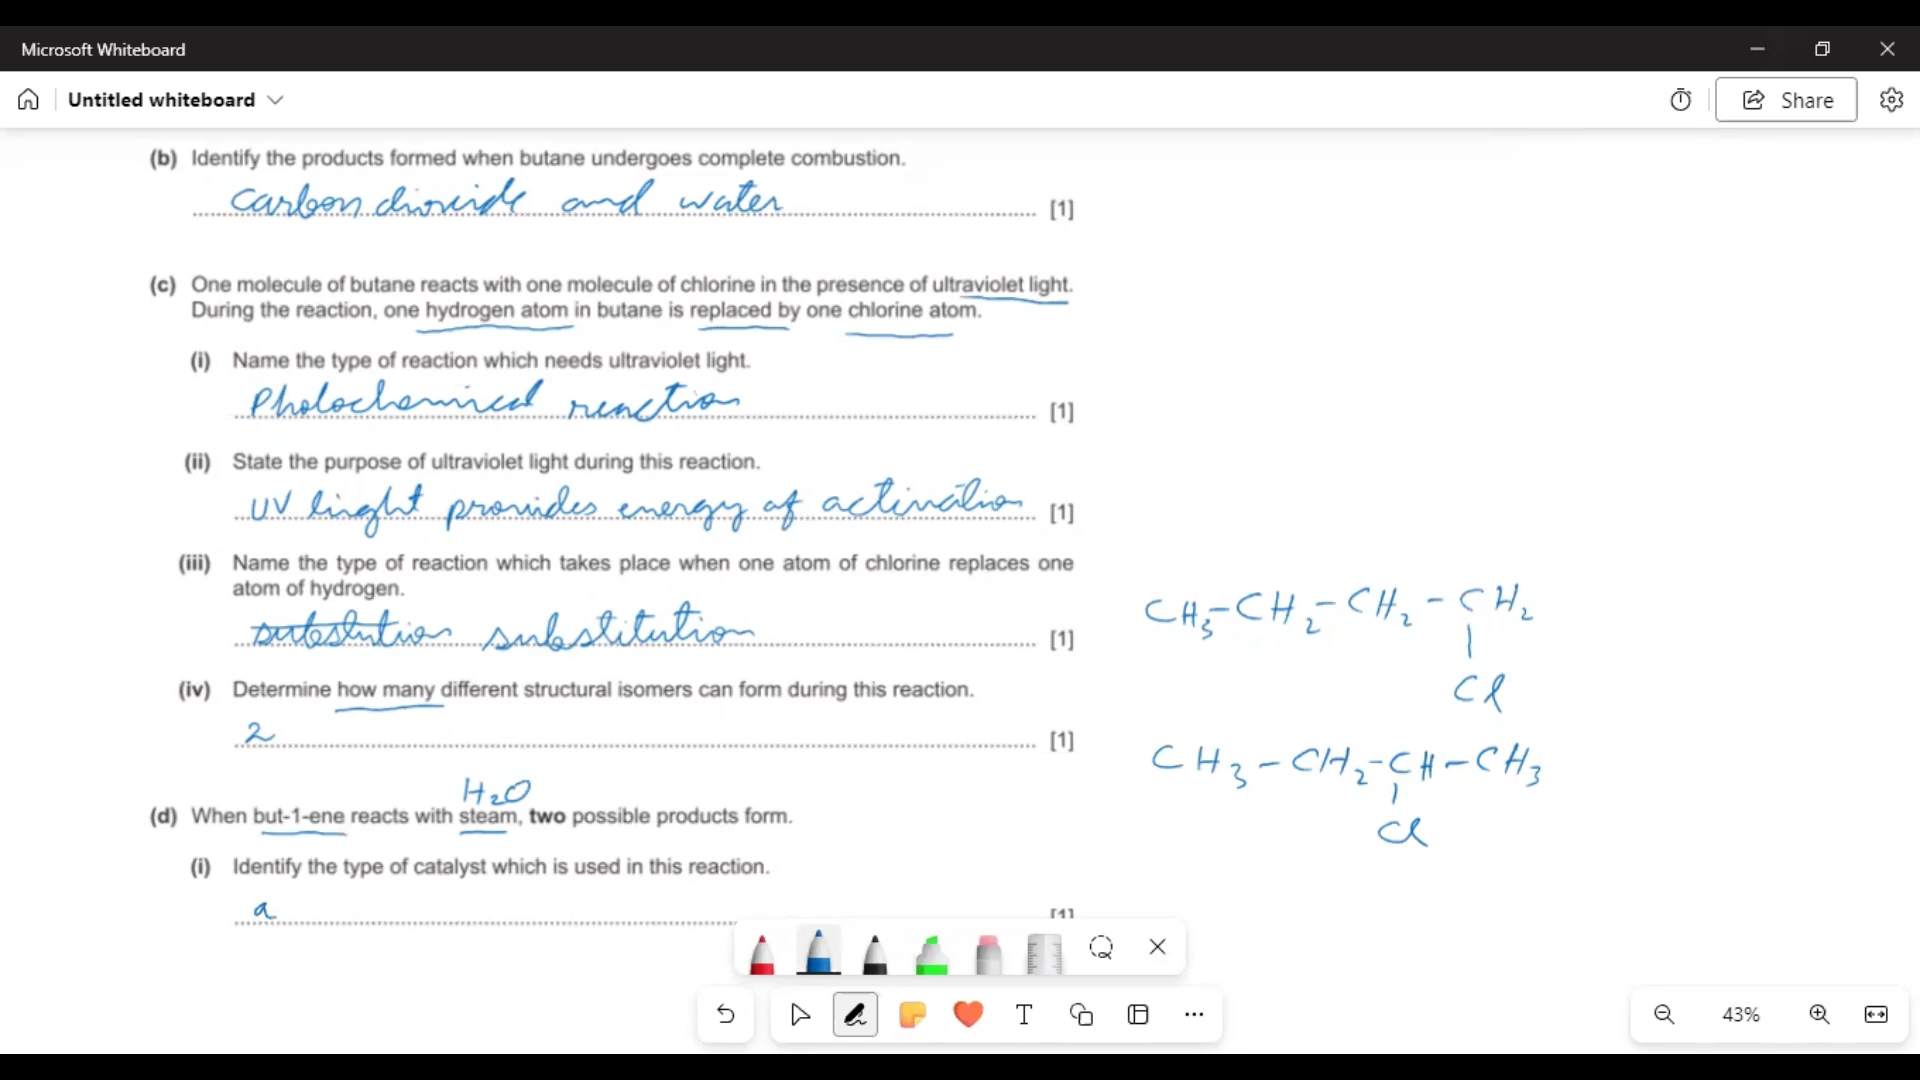 Microsoft Whiteboard
Untitled whiteboard
Share
(b) Identify the products formed when butane undergoes complete combustion.
Carbon dioxide and water [1]
(c) One molecule of butane reacts with one molecule of chlorine in the presence of ultraviolet light.
During the reaction, one hydrogen atom in butane is replaced by one chlorine atom.
(i) Name the type of reaction which needs ultraviolet light.
Photochemical reaction [1]
(ii) State the purpose of ultraviolet light during this reaction.
UV light provides energy of activation [1]
(iii) Name the type of reaction which takes place when one atom of chlorine replaces one
atom of hydrogen.
substitution [1]
(iv) Determine how many different structural isomers can form during this reaction.
2 [1]
H₂O
(d) When but-1-ene reacts with steam, two possible products form.
(i) Identify the type of catalyst which is used in this reaction.
a [1]
CH₃-CH₂-CH₂-CH₂
Cl
CH₃-CH₂-CH-CH₃
Cl
T
43%